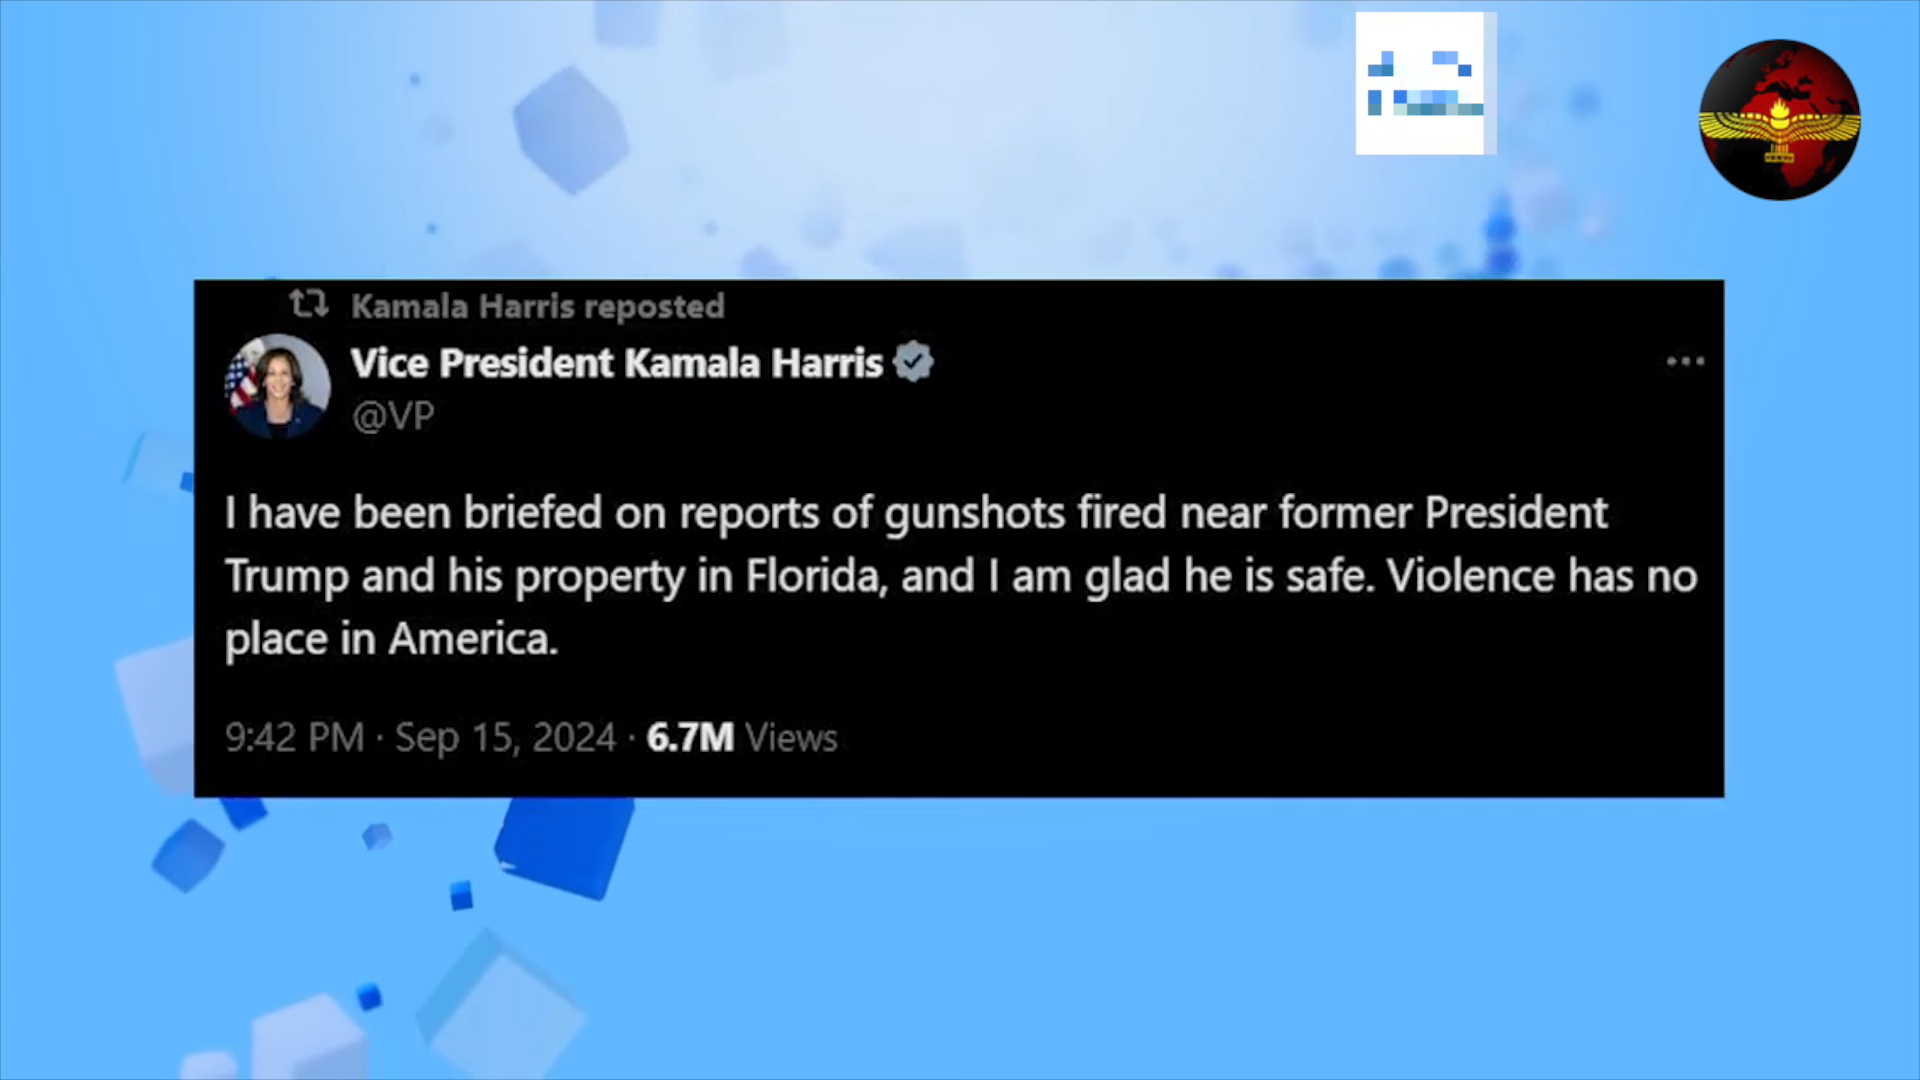 Kamala Harris reposted
Vice President Kamala Harris
@VP
I have been briefed on reports of gunshots fired near former President
Trump and his property in Florida, and I am glad he is safe. Violence has no
place in America.
9:42 PM · Sep 15, 2024 · 6.7M Views